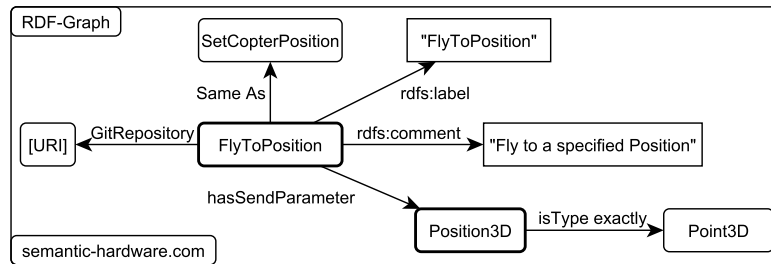 RDF-Graph
SetCopterPosition
"FlyToPosition"
Same As
rdfs:label
[URI]
GitRepository
FlyToPosition
rdfs:comment
"Fly to a specified Position"
hasSendParameter
Position3D
isType exactly
Point3D
semantic-hardware.com